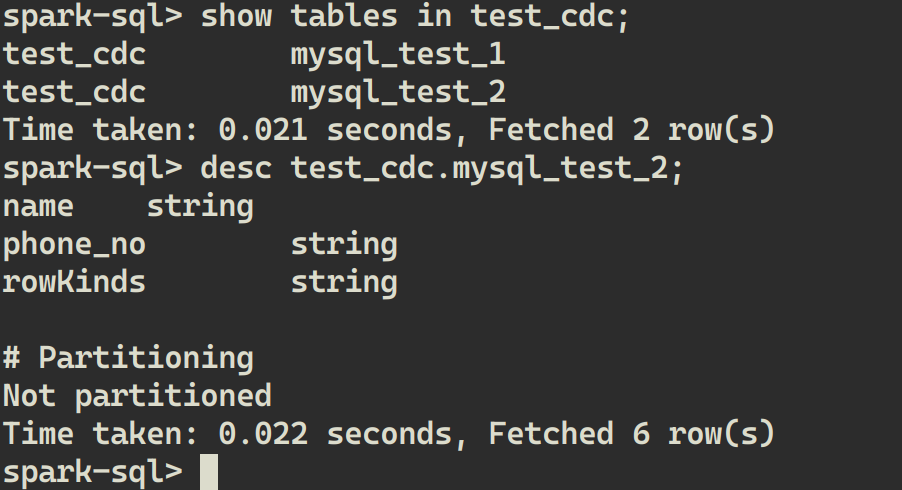 spark-sql> show tables in test_cdc;
test_cdc        mysql_test_1
test_cdc        mysql_test_2
Time taken: 0.021 seconds, Fetched 2 row(s)
spark-sql> desc test_cdc.mysql_test_2;
name    string
phone_no        string
rowKinds        string

# Partitioning
Not partitioned
Time taken: 0.022 seconds, Fetched 6 row(s)
spark-sql>